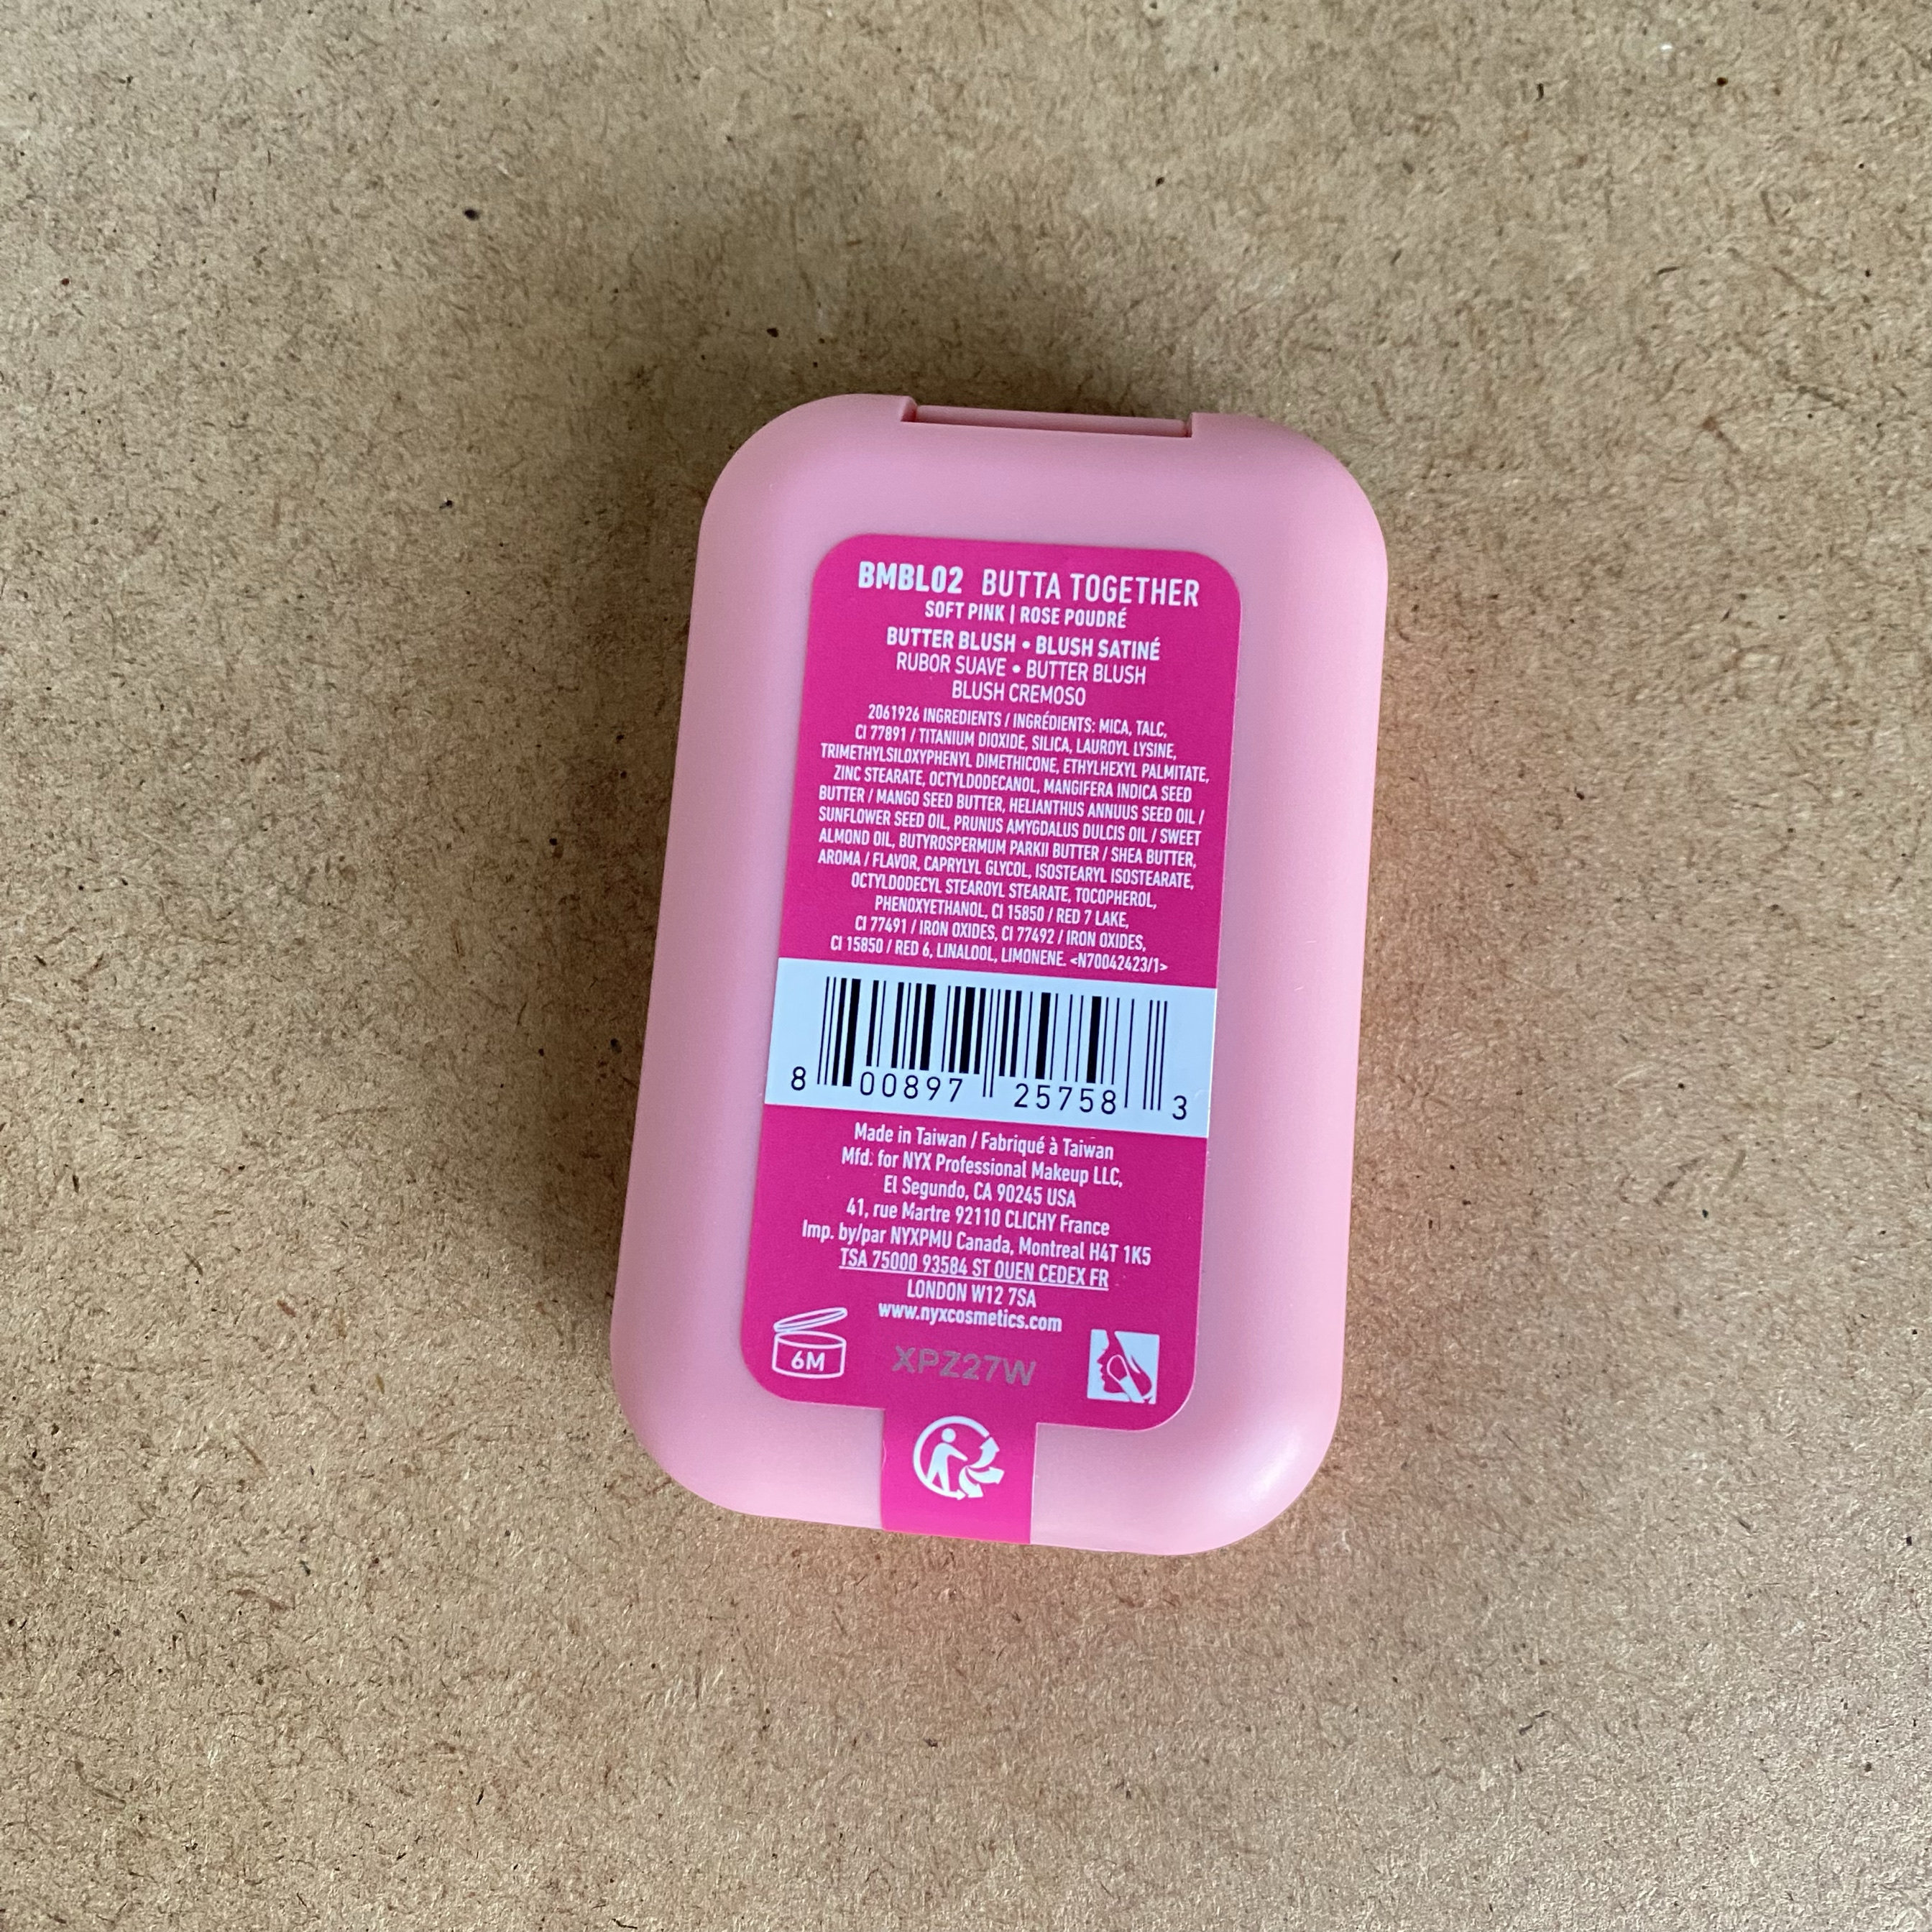 BMBL02 BUTTA TOGETHER
SOFT PINK | ROSE POUDRÉ
BUTTER BLUSH • BLUSH SATINÉ
RUBOR SUAVE • BUTTER BLUSH
BLUSH CREMOSO
2061926 INGREDIENTS / INGRÉDIENTS: MICA, TALC,
CI 77891 / TITANIUM DIOXIDE, SILICA, LAUROYL LYSINE,
TRIMETHYLSILOXYPHENYL DIMETHICONE, ETHYLHEXYL PALMITATE,
ZINC STEARATE, OCTYLDODECANOL, MANGIFERA INDICA SEED
BUTTER / MANGO SEED BUTTER, HELIANTHUS ANNUUS SEED OIL /
SUNFLOWER SEED OIL, PRUNUS AMYGDALUS DULCIS OIL / SWEET
ALMOND OIL, BUTYROSPERMUM PARKII BUTTER / SHEA BUTTER,
AROMA / FLAVOR, CAPRYLYL GLYCOL, ISOSTEARYL ISOSTEARATE,
OCTYLDODECYL STEAROYL STEARATE, TOCOPHEROL,
PHENOXYETHANOL, CI 15850 / RED 7 LAKE,
CI 77491 / IRON OXIDES, CI 77492 / IRON OXIDES,
CI 15850 / RED 6, LINALOOL, LIMONENE. <N70042423/1>
8 00897 25758 3
Made in Taiwan / Fabriqué à Taiwan
Mfd. for NYX Professional Makeup LLC,
El Segundo, CA 90245 USA
41, rue Martre 92110 CLICHY France
Imp. by/par NYXPMU Canada, Montreal H4T 1K5
TSA 75000 93584 ST OUEN CEDEX FR
LONDON W12 7SA
www.nyxcosmetics.com
6M XPZ27W